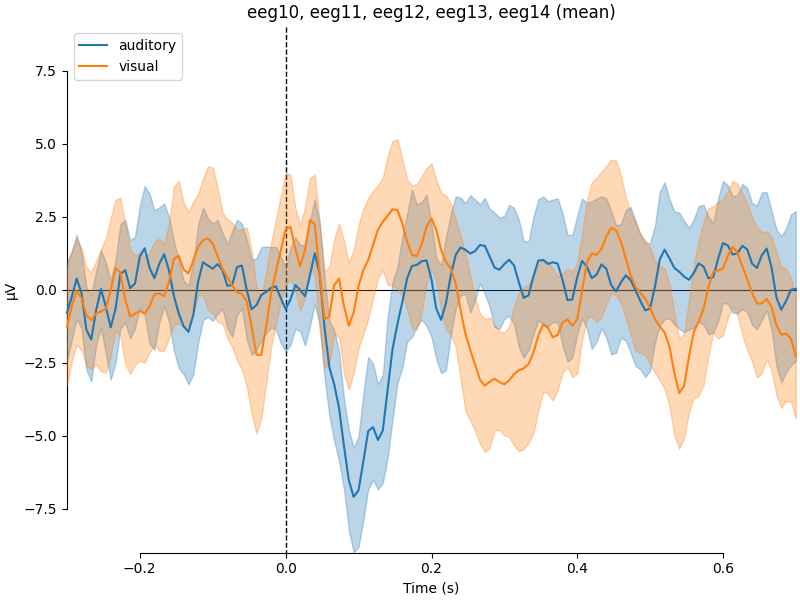 eeg10, eeg11, eeg12, eeg13, eeg14 (mean)
auditory
visual
7.5
5.0
2.5
0.0
−2.5
−5.0
−7.5
µV
−0.2
0.0
0.2
0.4
0.6
Time (s)